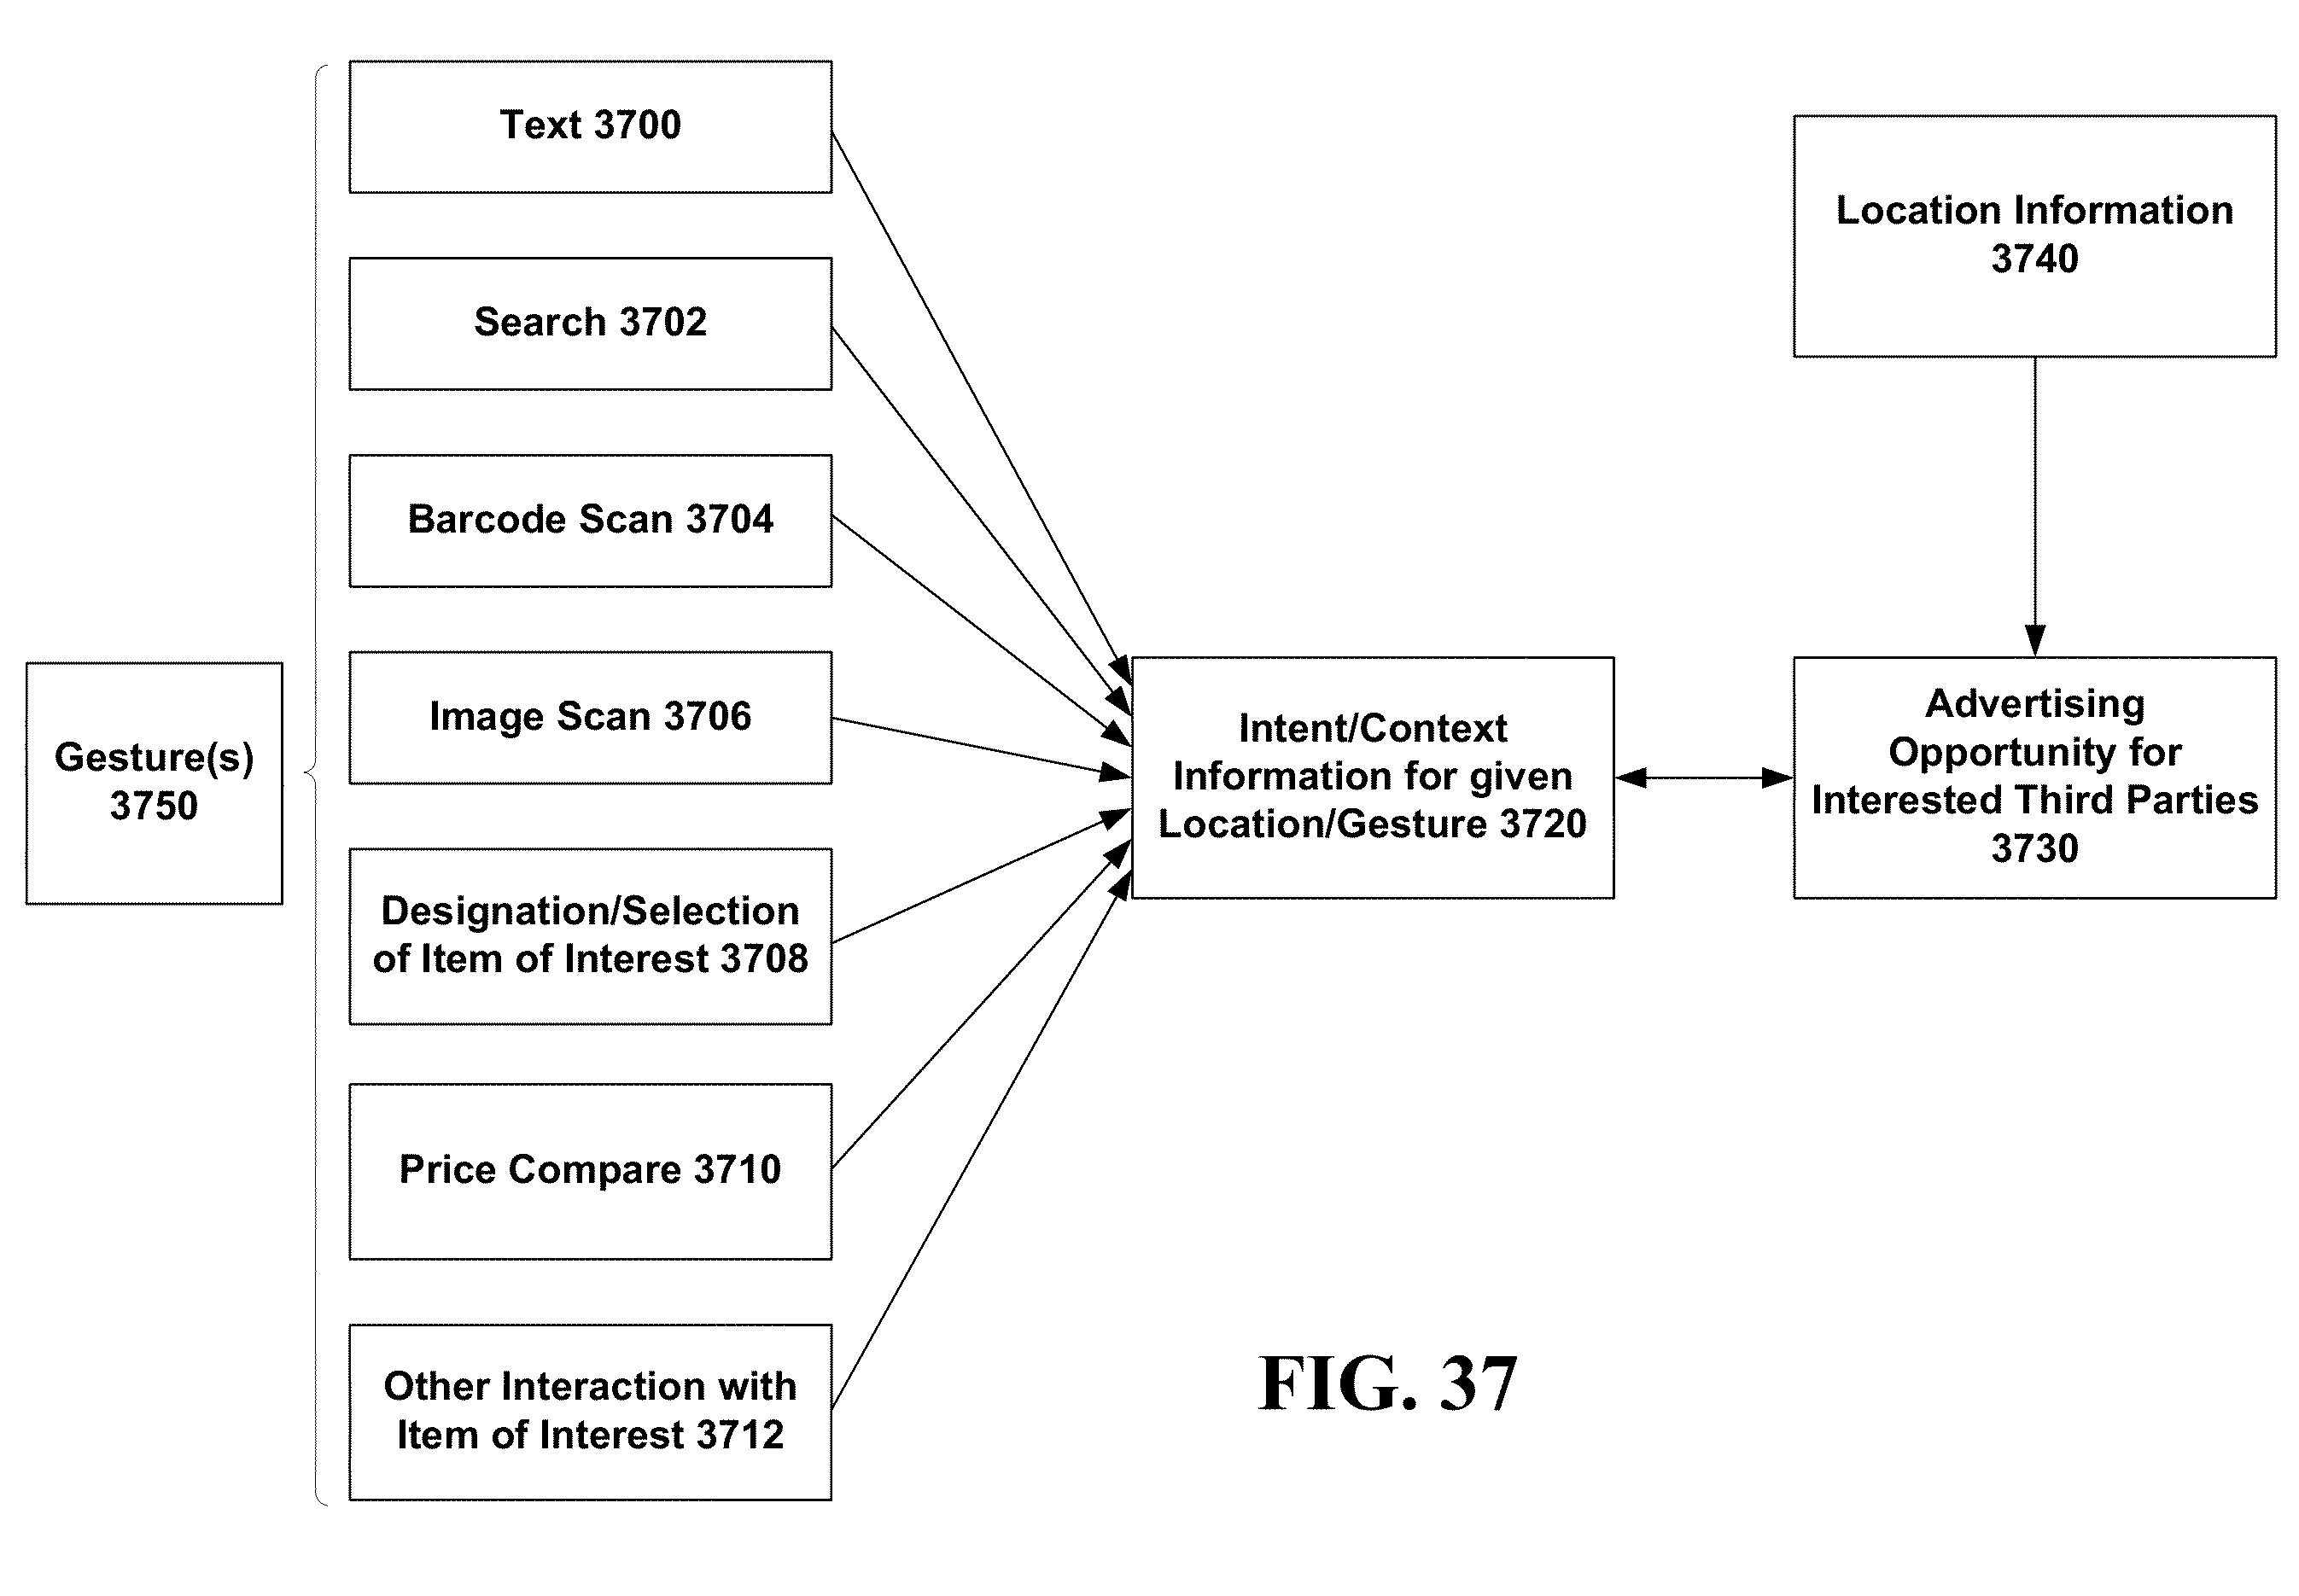 Text 3700
Search 3702
Barcode Scan 3704
Image Scan 3706
Gesture(s)
3750
Designation/Selection
of Item of Interest 3708
Price Compare 3710
Other Interaction with
Item of Interest 3712
Intent/Context
Information for given
Location/Gesture 3720
Location Information
3740
Advertising
Opportunity for
Interested Third Parties
3730
FIG. 37